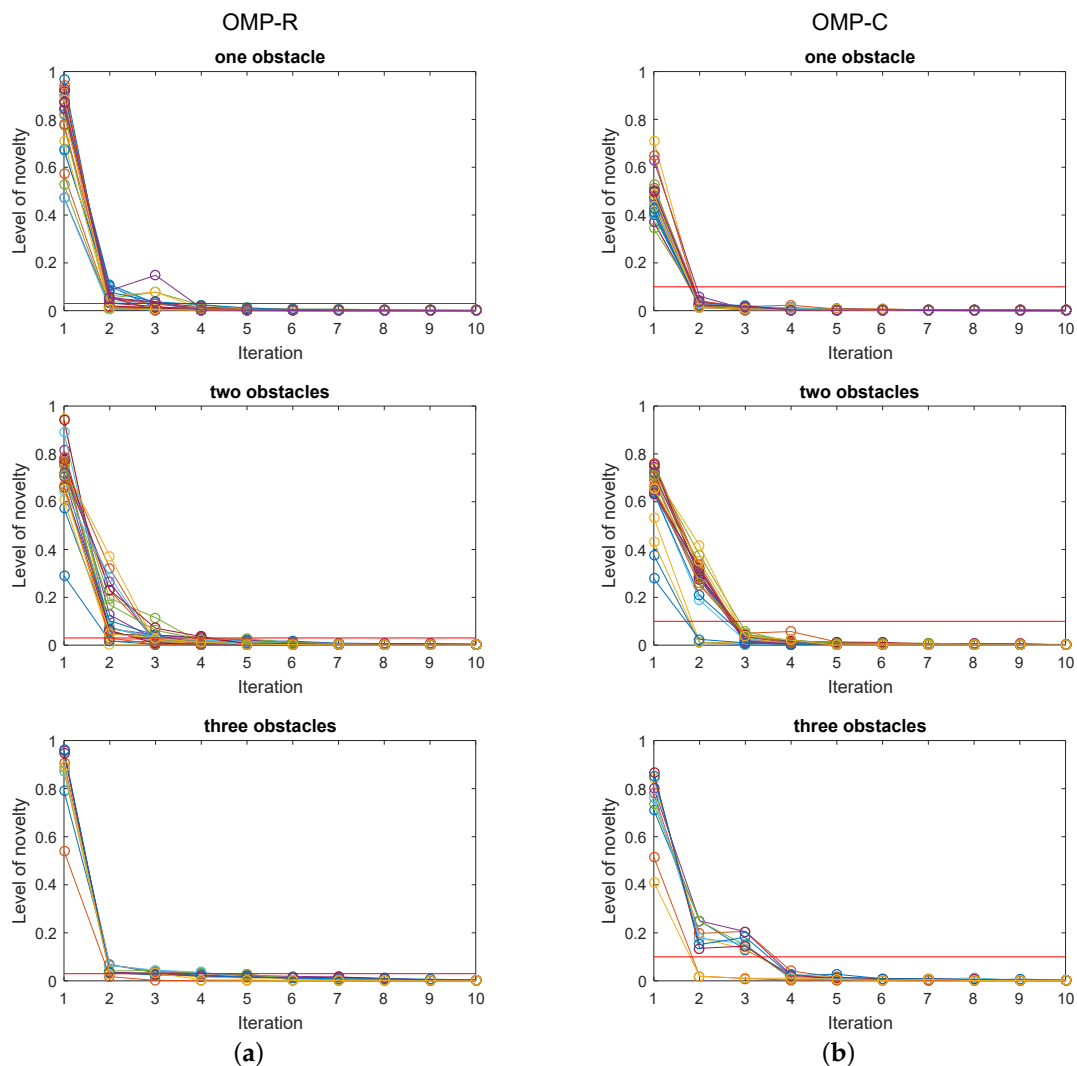 OMP-R
OMP-C
one obstacle
Level of novelty
1
0.8
0.6
0.4
0.2
0
1 2 3 4 5 6 7 8 9 10
Iteration
one obstacle
Level of novelty
1
0.8
0.6
0.4
0.2
0
1 2 3 4 5 6 7 8 9 10
Iteration
two obstacles
Level of novelty
1
0.8
0.6
0.4
0.2
0
1 2 3 4 5 6 7 8 9 10
Iteration
two obstacles
Level of novelty
1
0.8
0.6
0.4
0.2
0
1 2 3 4 5 6 7 8 9 10
Iteration
three obstacles
Level of novelty
1
0.8
0.6
0.4
0.2
0
1 2 3 4 5 6 7 8 9 10
Iteration
three obstacles
Level of novelty
1
0.8
0.6
0.4
0.2
0
1 2 3 4 5 6 7 8 9 10
Iteration
(a)
(b)